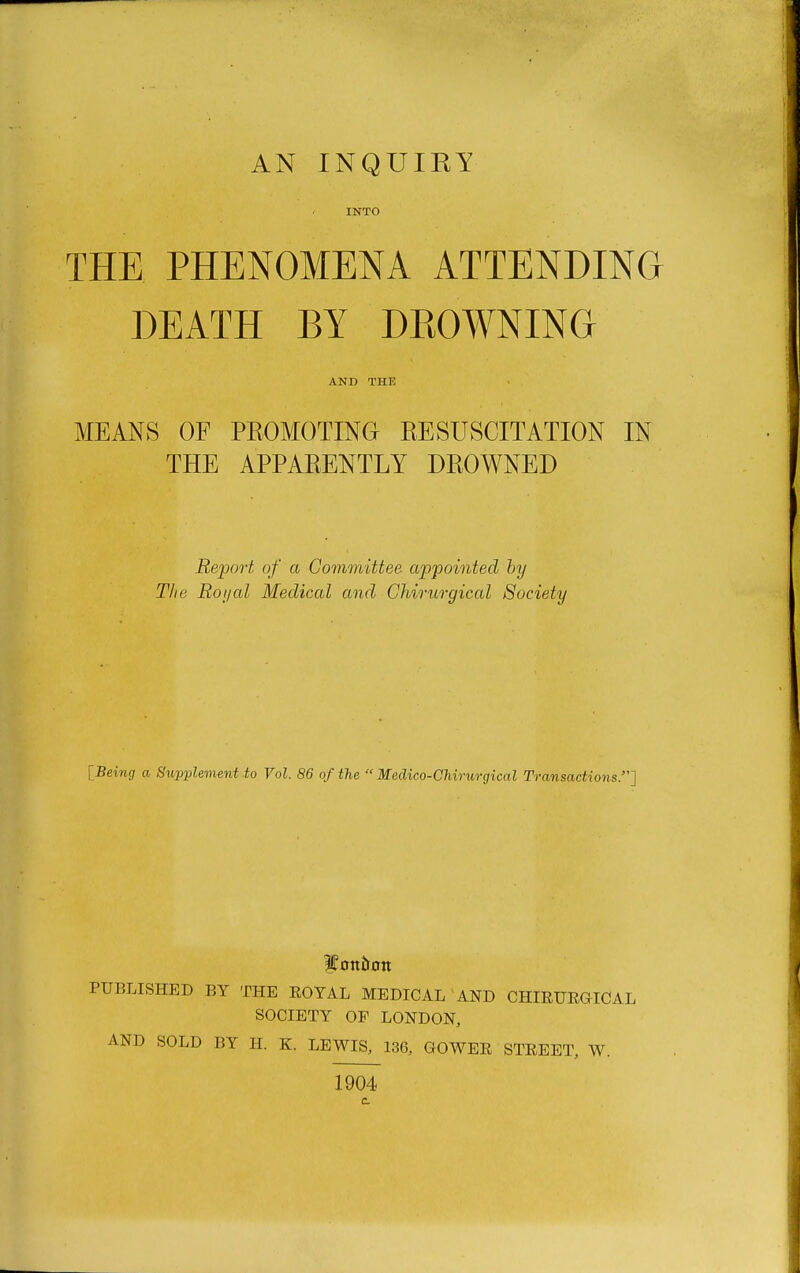 AN INQUIRY
INTO
THE PHENOMENA ATTENDING
DEATH BY DROWNING
AND THE
MEANS OF PROMOTING RESUSCITATION IN
THE APPARENTLY DROWNED
Report of a Committee appointed by
The Royal Medical and Chirurgical Society
[Being a Supplement to Vol. 86 of the “Medico-Chirurgical Transactions.”]
London
PUBLISHED BY THE ROYAL MEDICAL AND CHIRURGICAL
SOCIETY OF LONDON,
AND SOLD BY H. K. LEWIS, 136, GOWER STREET, W.
1904
c